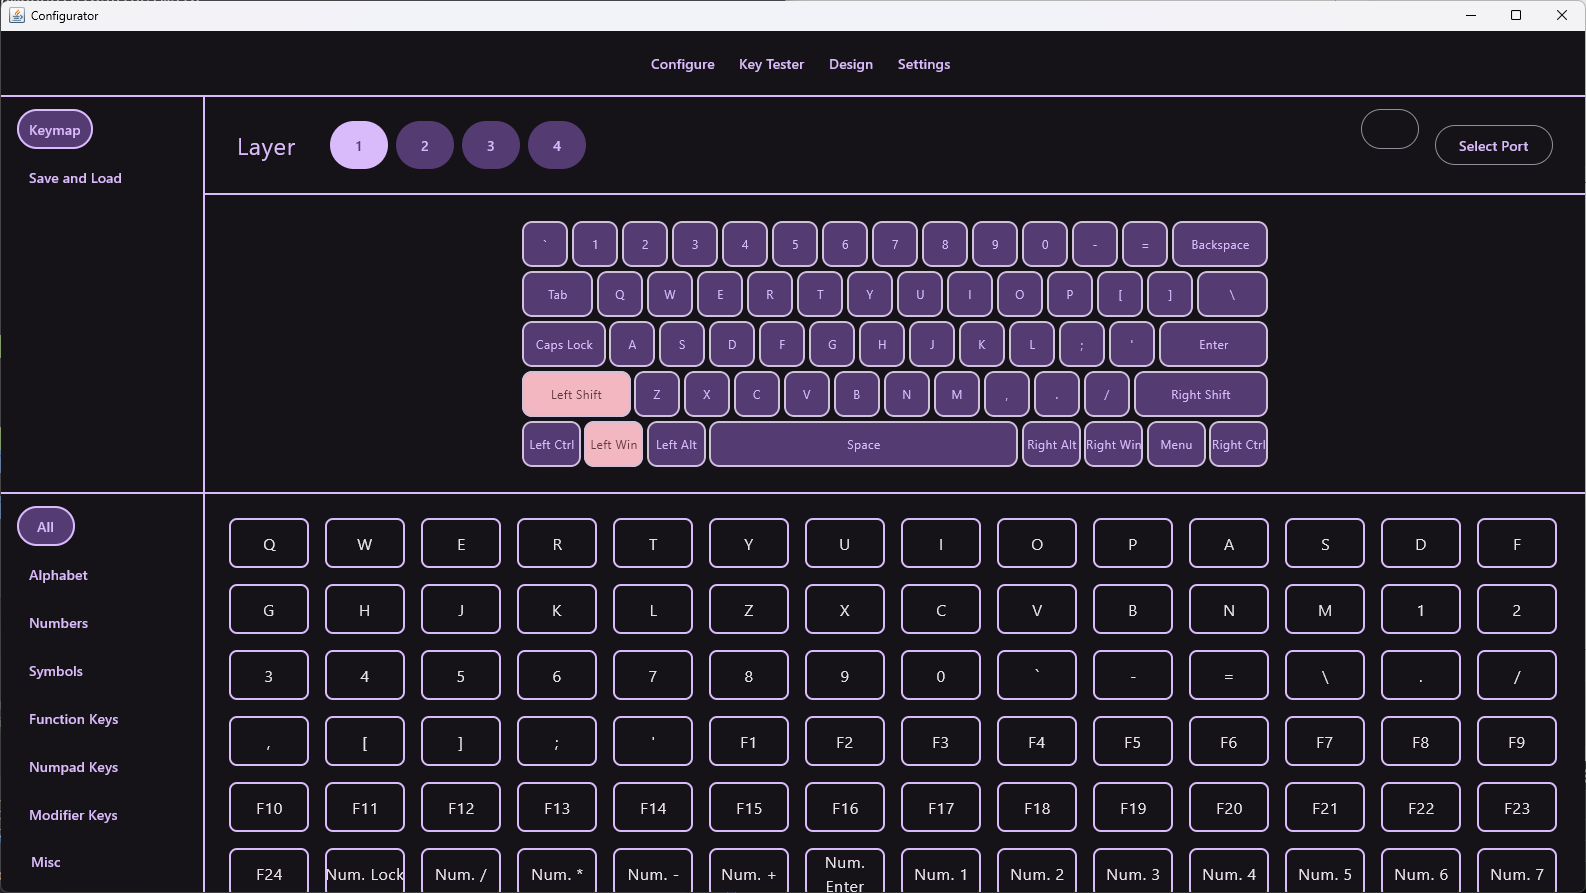 Configurator
Configure Key Tester Design Settings
Keymap
Save and Load
Layer 1 2 3 4
Select Port
` 1 2 3 4 5 6 7 8 9 0 - = Backspace
Tab Q W E R T Y U I O P [ ] \
Caps Lock A S D F G H J K L ; ' Enter
Left Shift Z X C V B N M , . / Right Shift
Left Ctrl Left Win Left Alt Space Right Alt Right Win Menu Right Ctrl
All
Alphabet
Numbers
Symbols
Function Keys
Numpad Keys
Modifier Keys
Misc
Q W E R T Y U I O P A S D F
G H J K L Z X C V B N M 1 2
3 4 5 6 7 8 9 0 ` - = \ . /
, [ ] ; ' F1 F2 F3 F4 F5 F6 F7 F8 F9
F10 F11 F12 F13 F14 F15 F16 F17 F18 F19 F20 F21 F22 F23
F24 Num. Lock Num. / Num. * Num. - Num. + Num. Enter Num. 1 Num. 2 Num. 3 Num. 4 Num. 5 Num. 6 Num. 7